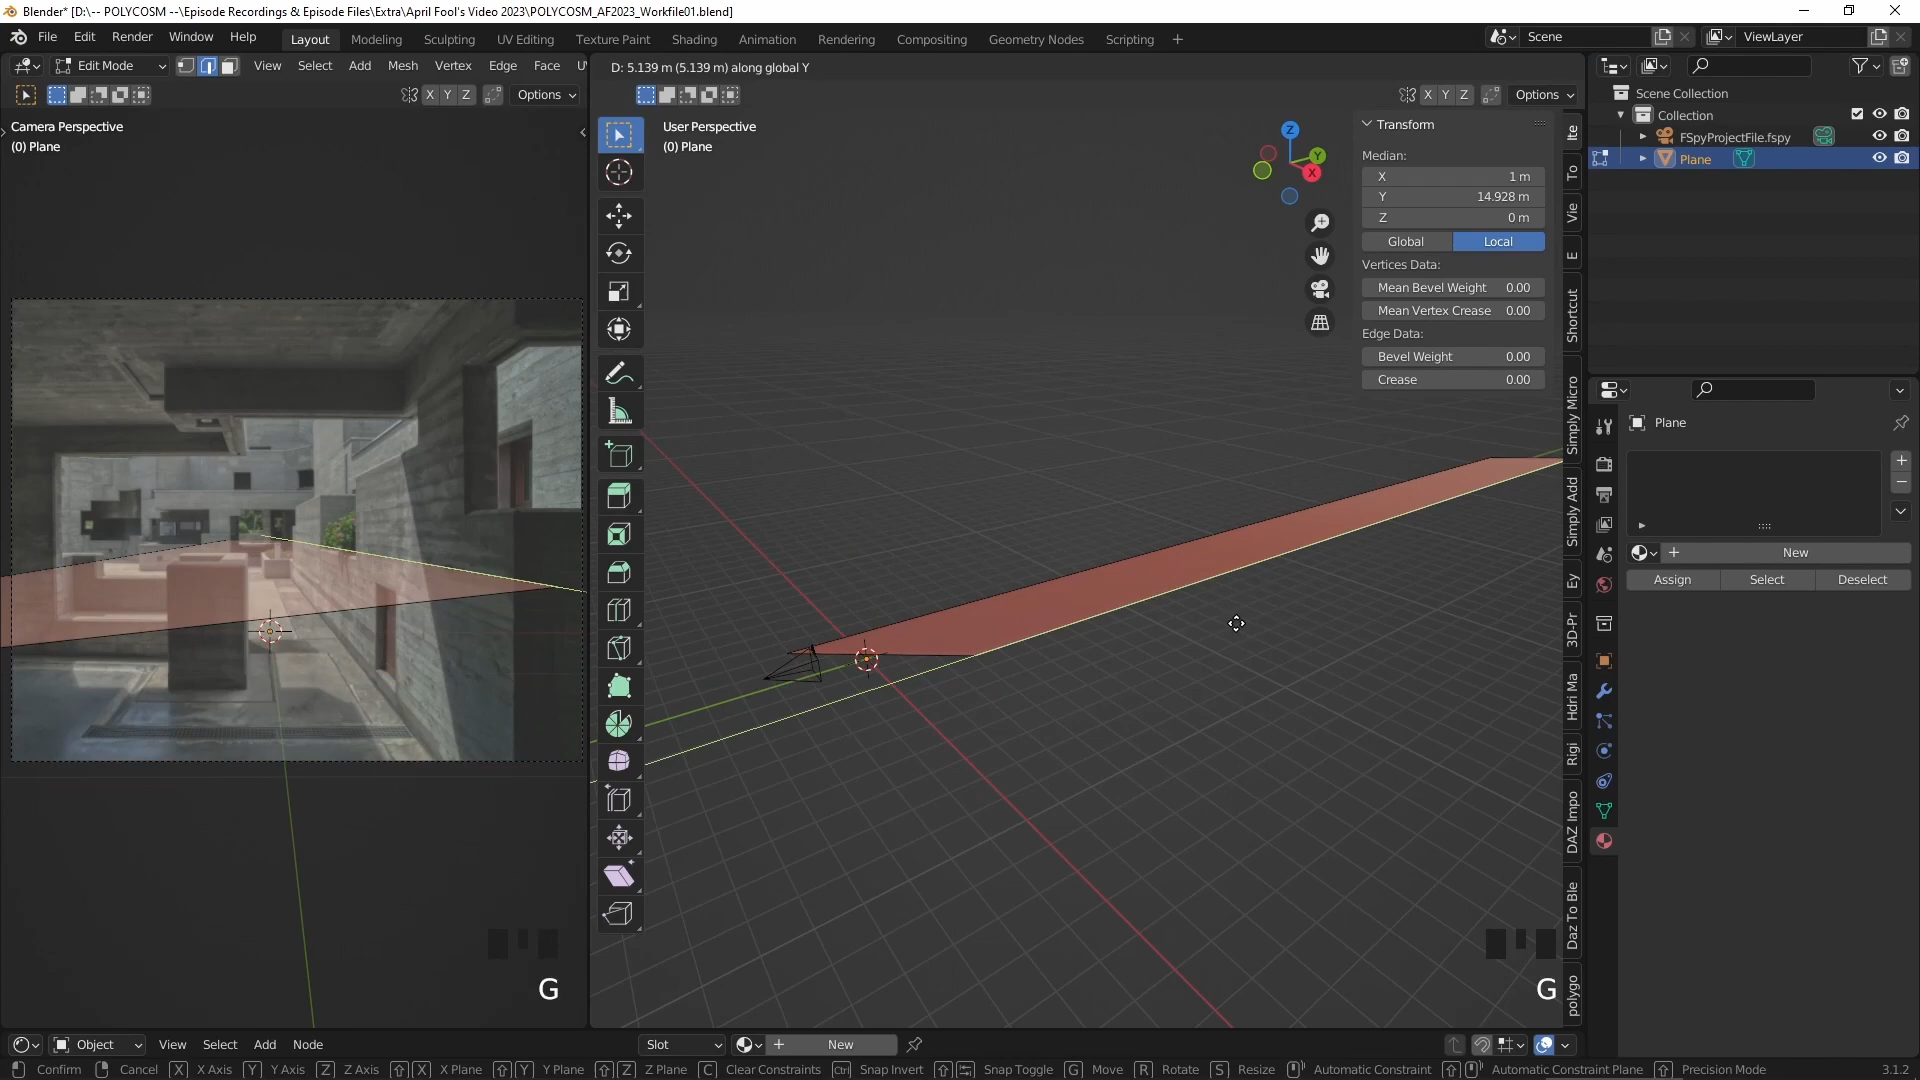 Blender* [D:\-- POLYCOSM --\Episode Recordings & Episode Files\Extra\April Fool's Video 2023\POLYCOSM_AF2023_Workfile01.blend]
File Edit Render Window Help Layout Modeling Sculpting UV Editing Texture Paint Shading Animation Rendering Compositing Geometry Nodes Scripting + Scene ViewLayer
Edit Mode View Select Add Mesh Vertex Edge Face D: 5.139 m (5.139 m) along global Y
X Y Z Options X Y Z Options
Scene Collection
Collection
FSpyProjectFile.fspy
Plane
Camera Perspective
(0) Plane
User Perspective
(0) Plane
Z
Y
X
Transform
Median:
X 1 m
Y 14.928 m
Z 0 m
Global Local
Vertices Data:
Mean Bevel Weight 0.00
Mean Vertex Crease 0.00
Edge Data:
Bevel Weight 0.00
Crease 0.00
Ite
To
Vie
E
Shortcut
Simply Micro
Simply Add
Ey
3D-Pr
Hdri Ma
Rigi
DAZ Impo
Daz To Ble
polygo
Plane
New
Assign Select Deselect
G
G
Object View Select Add Node Slot New
Confirm Cancel X X Axis Y Y Axis Z Z Axis X X Plane Y Y Plane Z Z Plane C Clear Constraints Ctrl Snap Invert Snap Toggle G Move R Rotate S Resize Automatic Constraint Automatic Constraint Plane Precision Mode 3.1.2